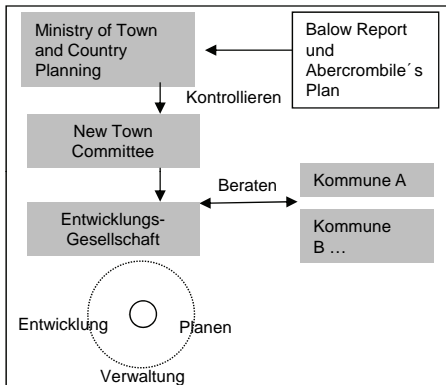 Ministry of Town
and Country
Planning
Balow Report
und
Abercrombile´s
Plan
Kontrollieren
New Town
Committee
Beraten
Kommune A
Entwicklungs-
Gesellschaft
Kommune
B ...
Entwicklung
Planen
Verwaltung